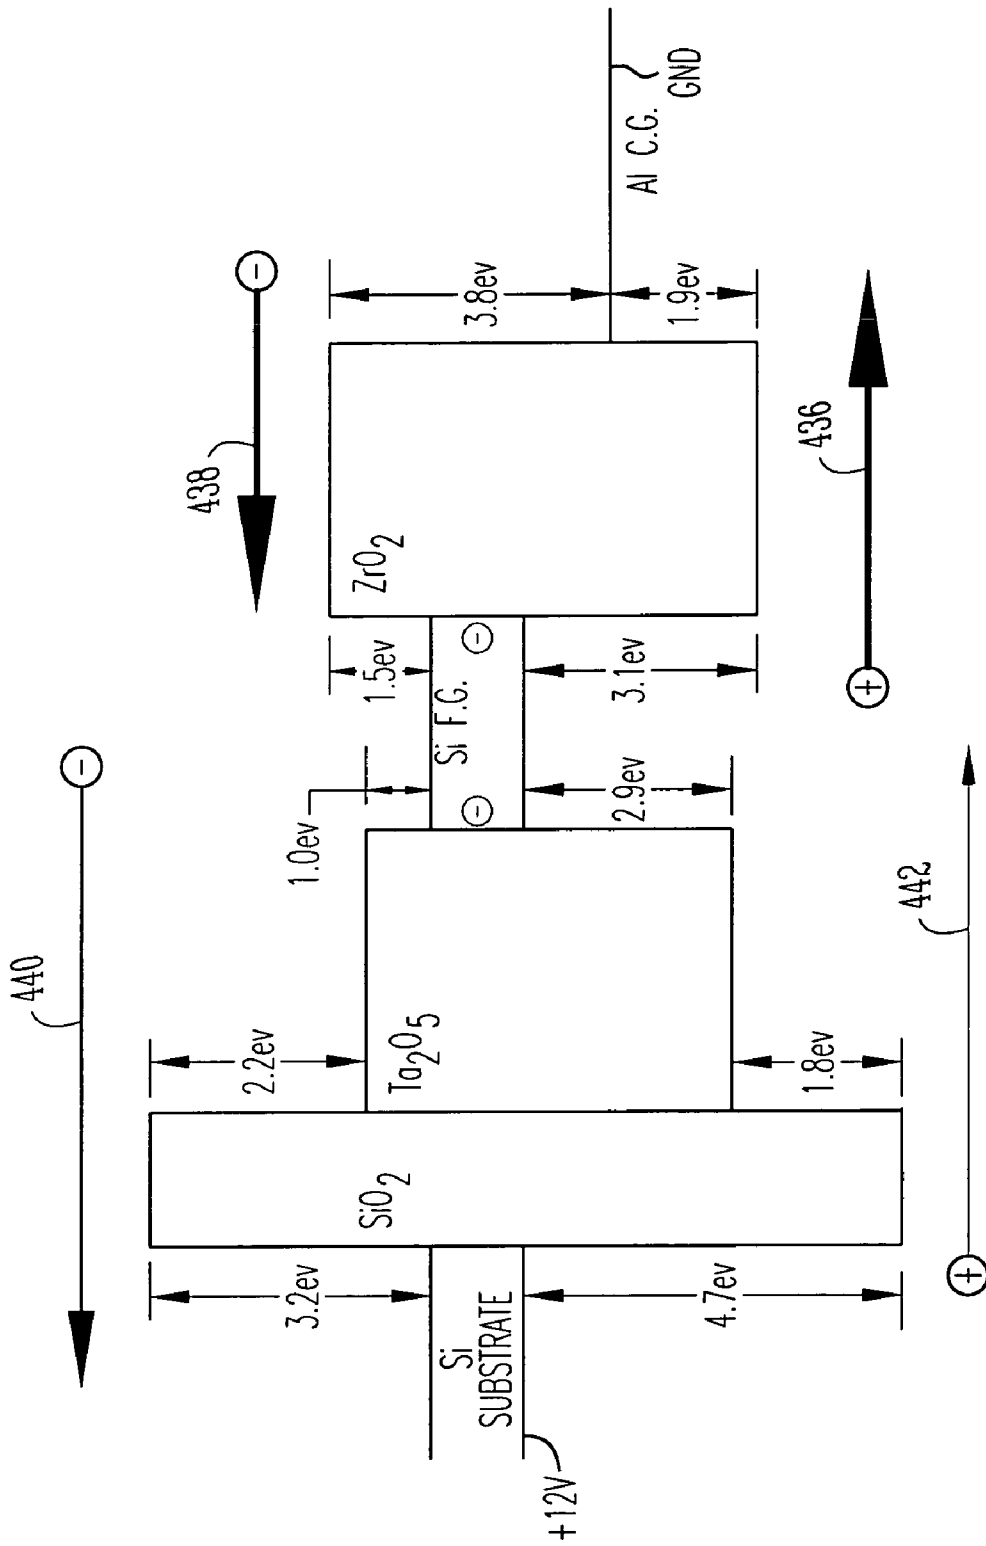 440
438
3.2ev
2.2ev
1.0ev
1.5ev
3.8ev
Si
SUBSTRATE
+12V
SiO2
Ta2O5
Si F.G.
ZrO2
Al C.G.
GND
4.7ev
1.8ev
2.9ev
3.1ev
1.9ev
436
442
-
-
-
-
+
+